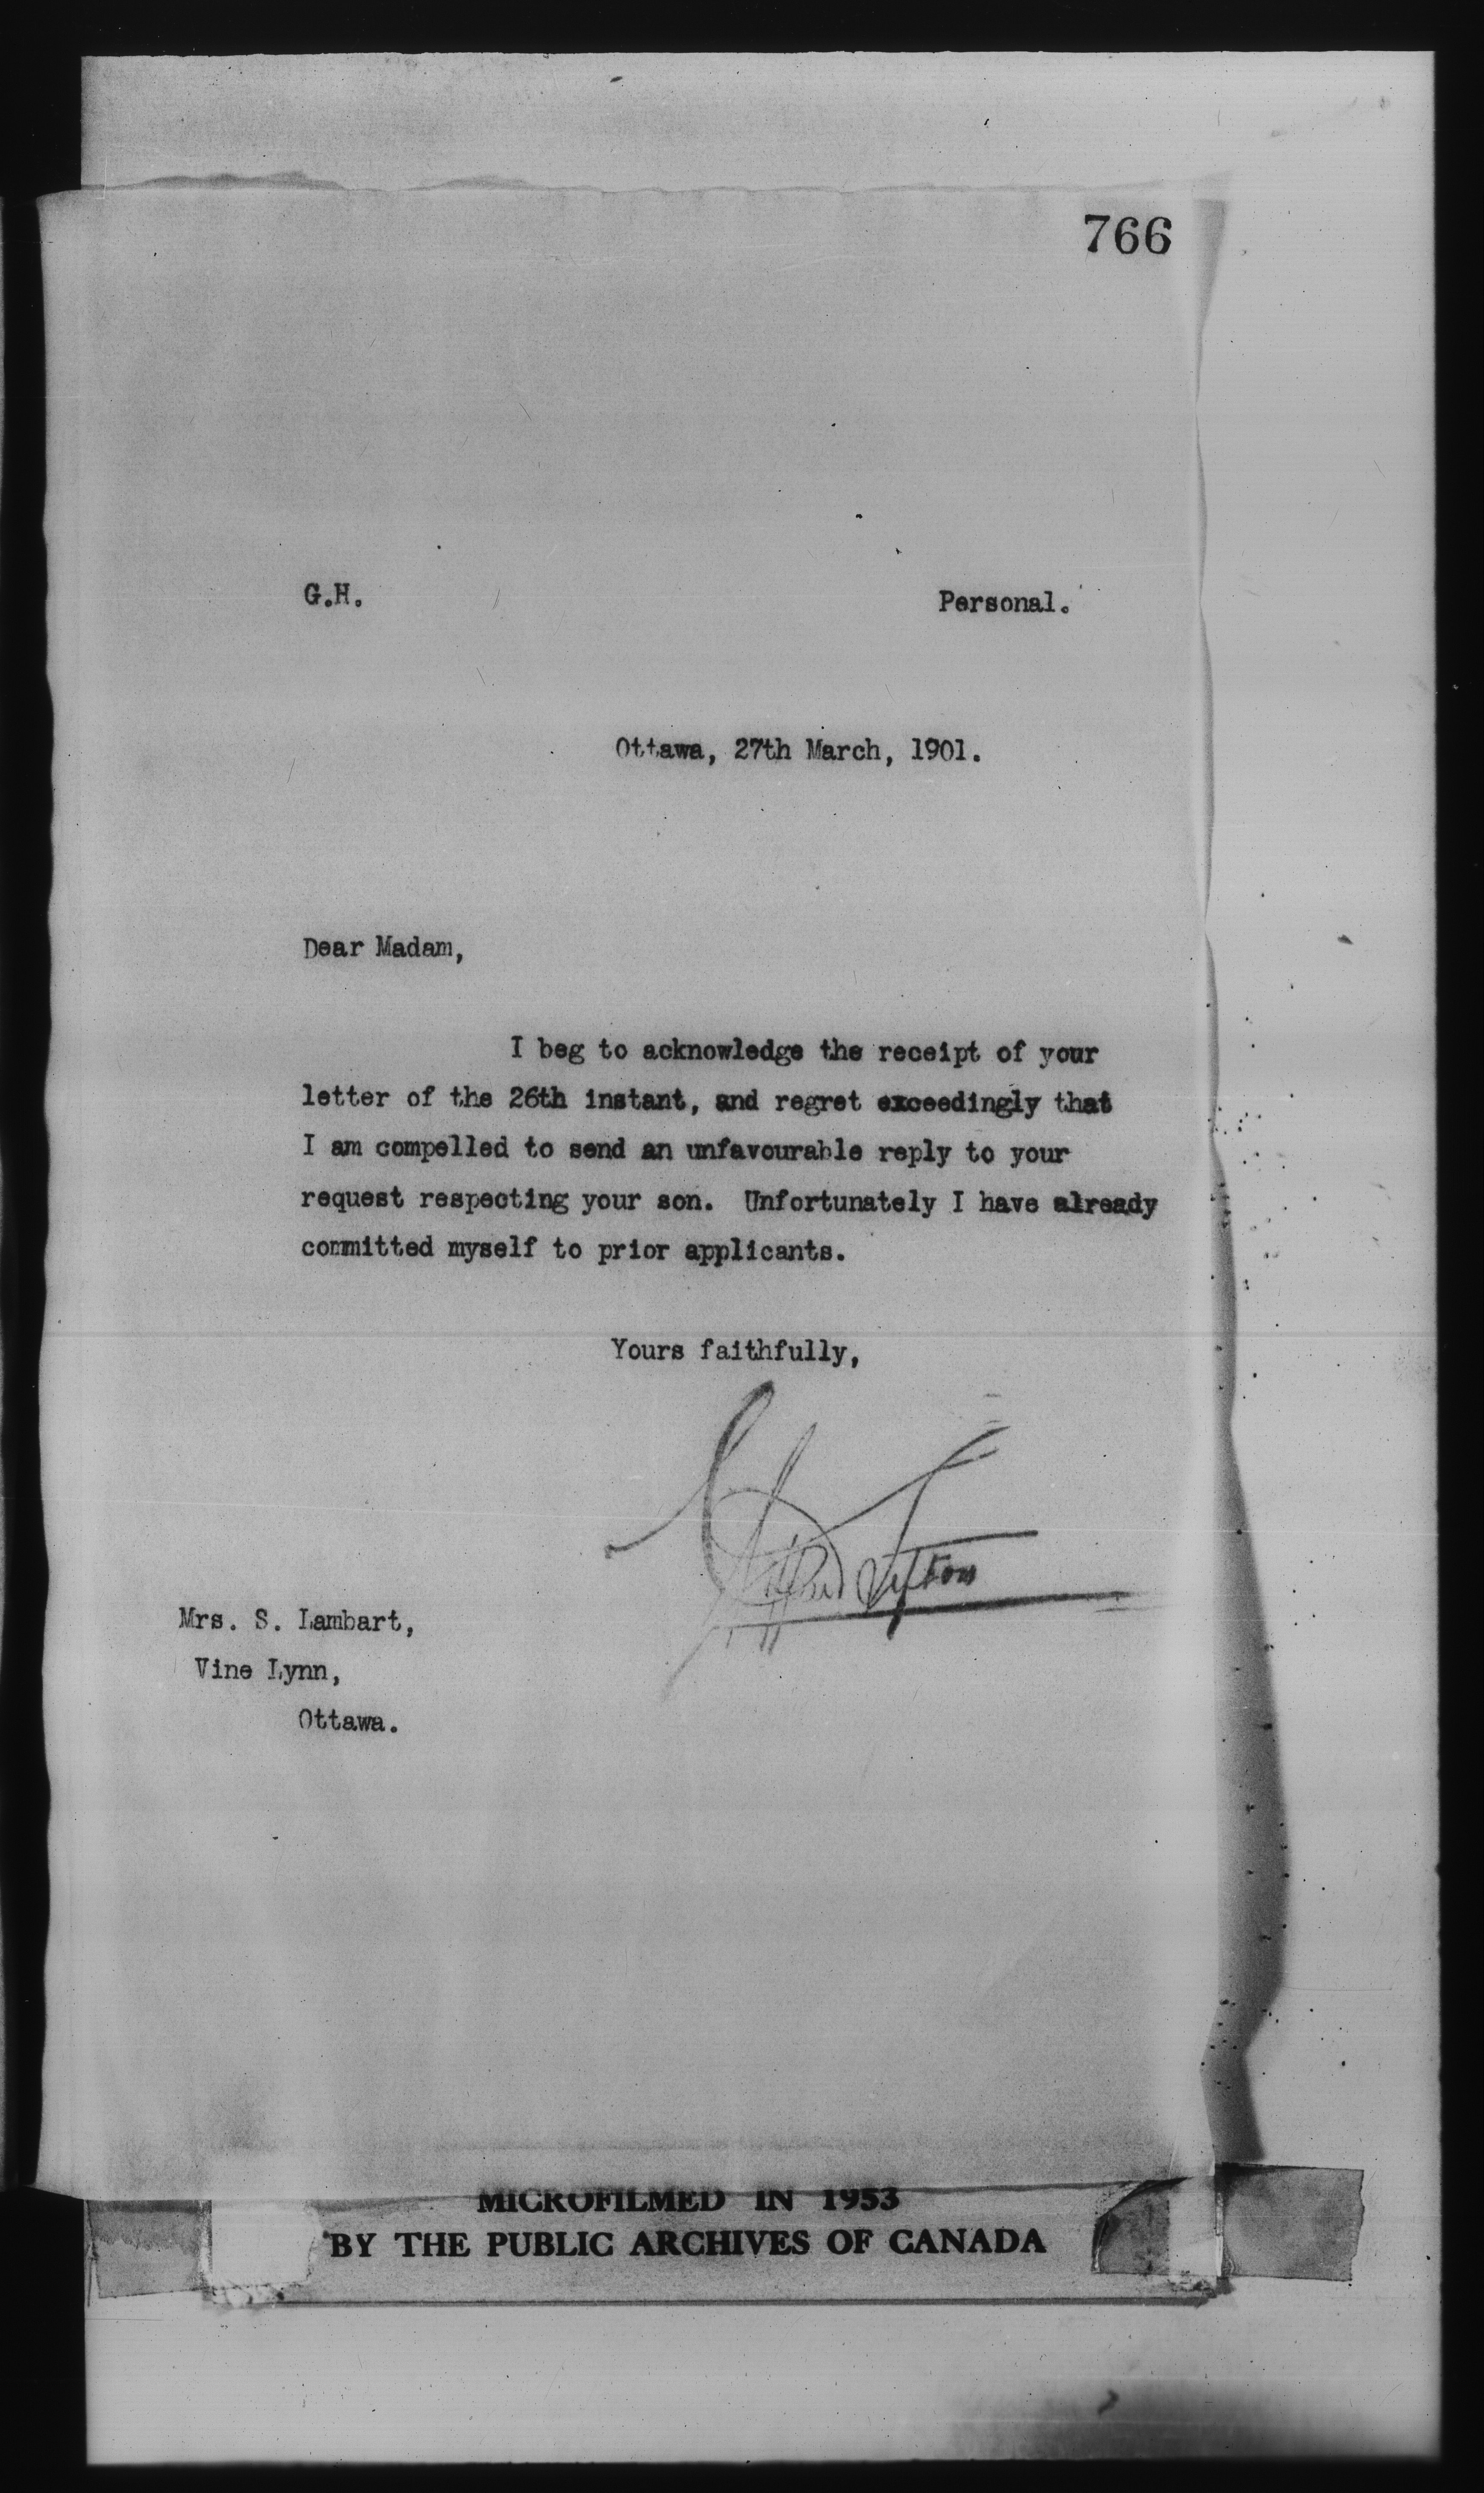 766
G.H.
Personal.
Ottawa, 27th March, 1901.
Dear Madam,
I beg to acknowledge the receipt of your
letter of the 26th instant, and regret exceedingly that
I am compelled to send an unfavourable reply to your
request respecting your son. Unfortunately I have already
committed myself to prior applicants.
Yours faithfully,
Clifford Sifton
Mrs. S. Lambart,
Vine Lynn,
Ottawa.
MICROFILMED IN 1953
BY THE PUBLIC ARCHIVES OF CANADA